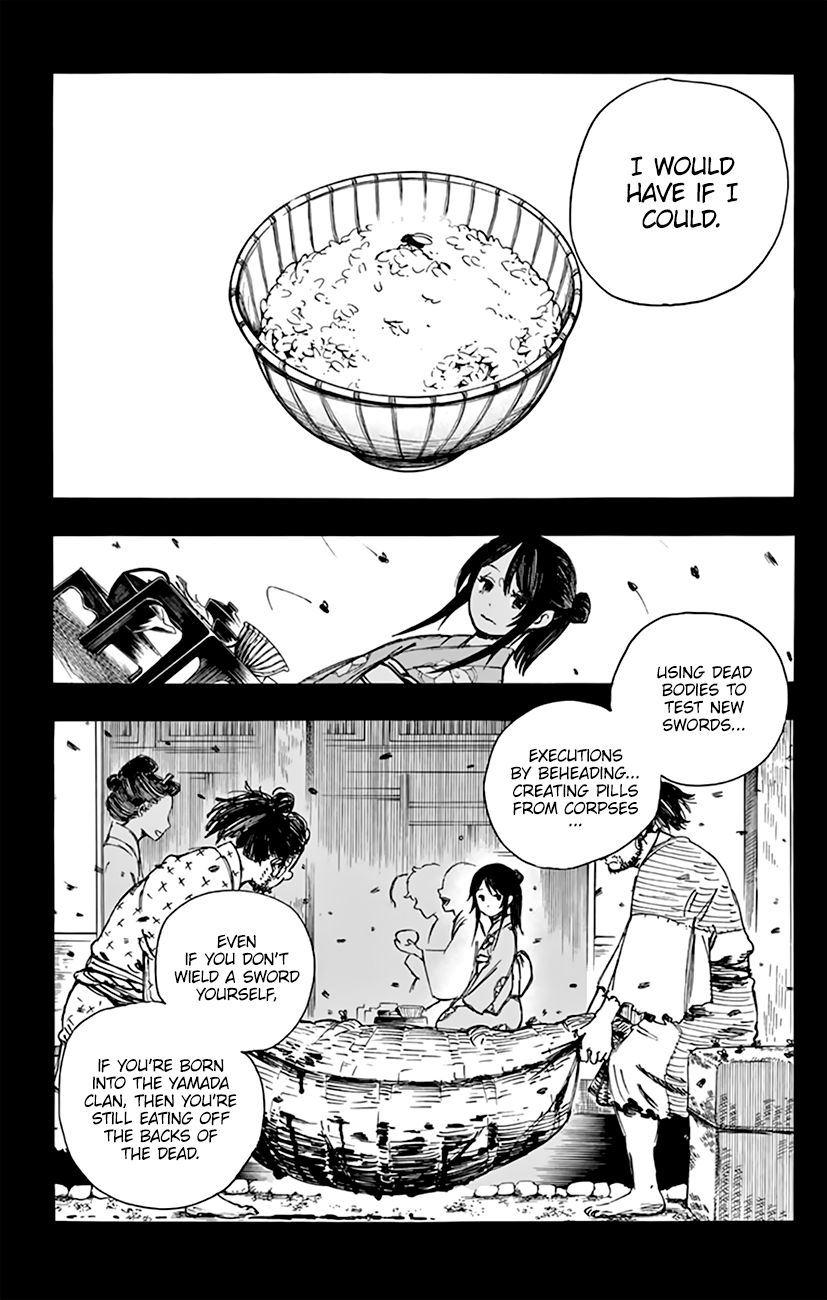 I WOULD
HAVE IF I
COULD.
USING DEAD
BODIES TO
TEST NEW
SWORDS...
EXECUTIONS
BY BEHEADING...
CREATING PILLS
FROM CORPSES
...
EVEN
IF YOU DON'T
WIELD A SWORD
YOURSELF,
IF YOU'RE BORN
INTO THE YAMADA
CLAN, THEN YOU'RE
STILL EATING OFF
THE BACKS OF
THE DEAD.